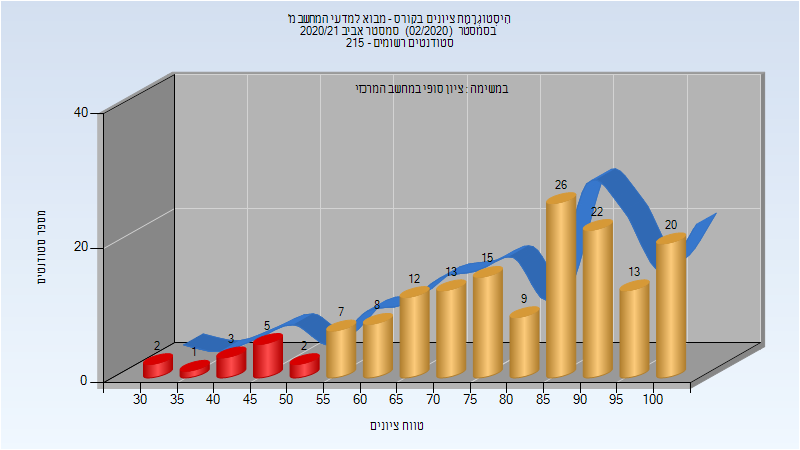 היסטוגרמת ציונים בקורס - מבוא למדעי המחשב מ'
בסמסטר (02/2020) סמסטר אביב 2020/21
סטודנטים רשומים - 215
במשימה : ציון סופי במחשב המרכזי
מספר סטודנטים
40
20
0
2
1
3
5
2
7
8
12
13
15
9
26
22
13
20
30 35 40 45 50 55 60 65 70 75 80 85 90 95 100
טווח ציונים